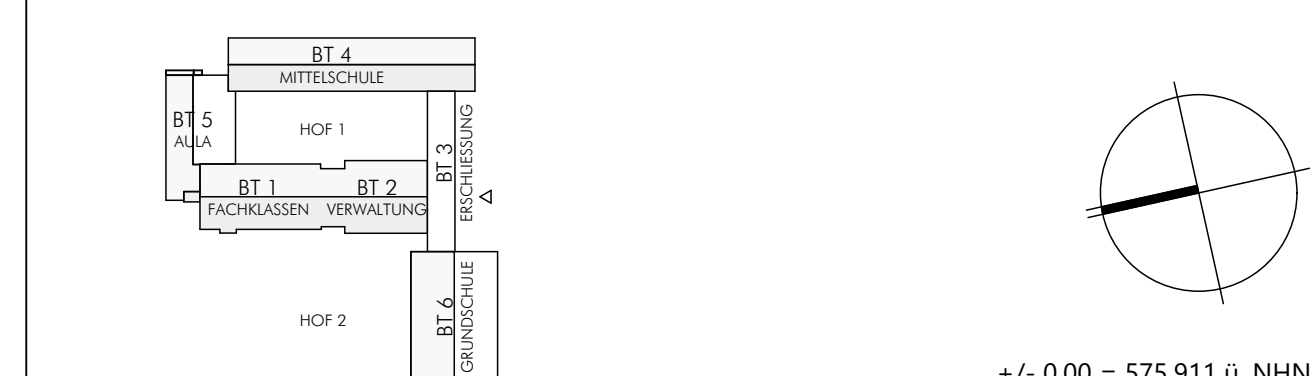 BT 4
MITTELSCHULE
BT 5
AULA
HOF 1
BT 3
ERSCHLIESSUNG
BT 1
FACHKLASSEN
BT 2
VERWALTUNG
HOF 2
BT 6
GRUNDSCHULE
+/- 0.00 = 575.911 ü. NHN